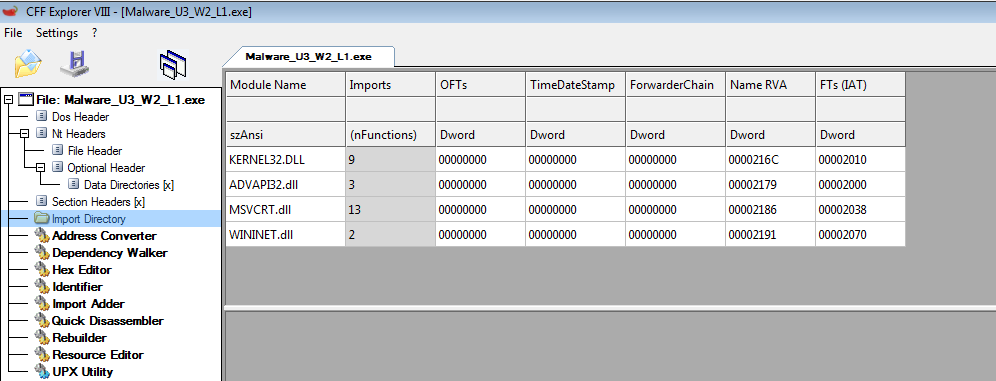 CFF Explorer VIII - [Malware_U3_W2_L1.exe]
File Settings ?
Malware_U3_W2_L1.exe
File: Malware_U3_W2_L1.exe
Dos Header
Nt Headers
File Header
Optional Header
Data Directories [x]
Section Headers [x]
Import Directory
Address Converter
Dependency Walker
Hex Editor
Identifier
Import Adder
Quick Disassembler
Rebuilder
Resource Editor
UPX Utility
Module Name Imports OFTs TimeDateStamp ForwarderChain Name RVA FTs (IAT)
szAnsi (nFunctions) Dword Dword Dword Dword Dword
KERNEL32.DLL 9 00000000 00000000 00000000 0000216C 00002010
ADVAPI32.dll 3 00000000 00000000 00000000 00002179 00002000
MSVCRT.dll 13 00000000 00000000 00000000 00002186 00002038
WININET.dll 2 00000000 00000000 00000000 00002191 00002070